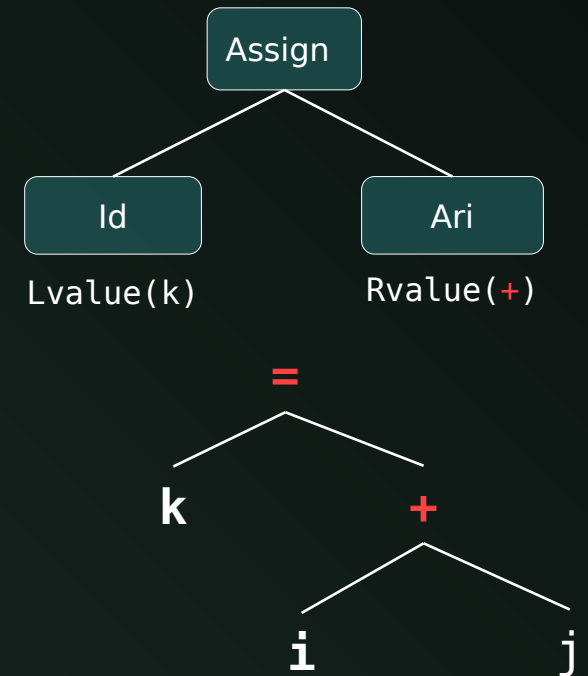 Assign
Id Ari
Lvalue(k) Rvalue(+)
=
k +
i j